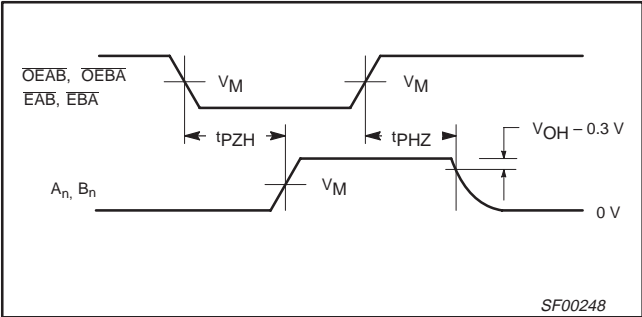 OEAB, OEBA
EAB, EBA
VM
VM
tPZH
tPHZ
VOH – 0.3 V
An, Bn
VM
0 V
SF00248